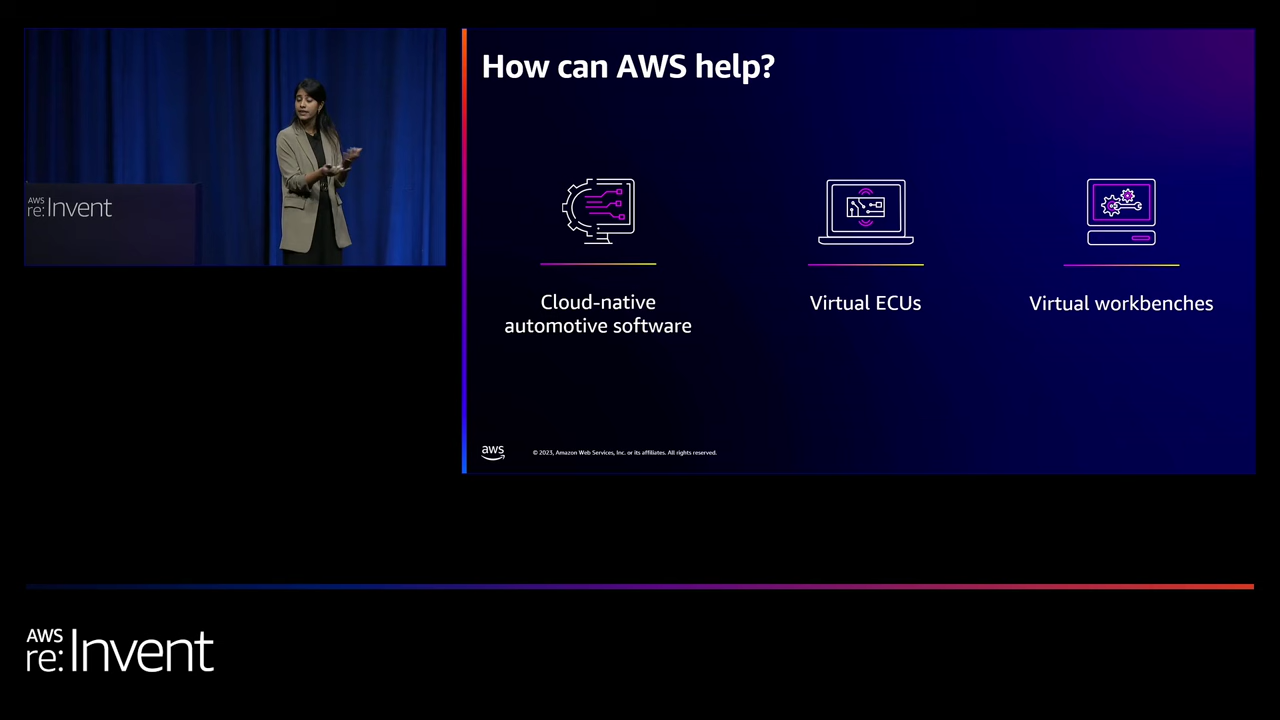 AWS
re:Invent
How can AWS help?
Cloud-native
automotive software
Virtual ECUs
Virtual workbenches
aws
© 2023, Amazon Web Services, Inc. or its affiliates. All rights reserved.
AWS
re:Invent